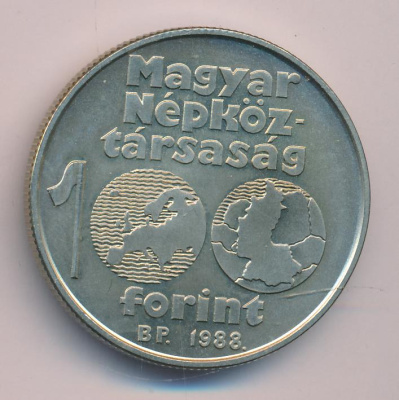 Magyar
Népköz-
társaság
100
forint
BP. 1988.